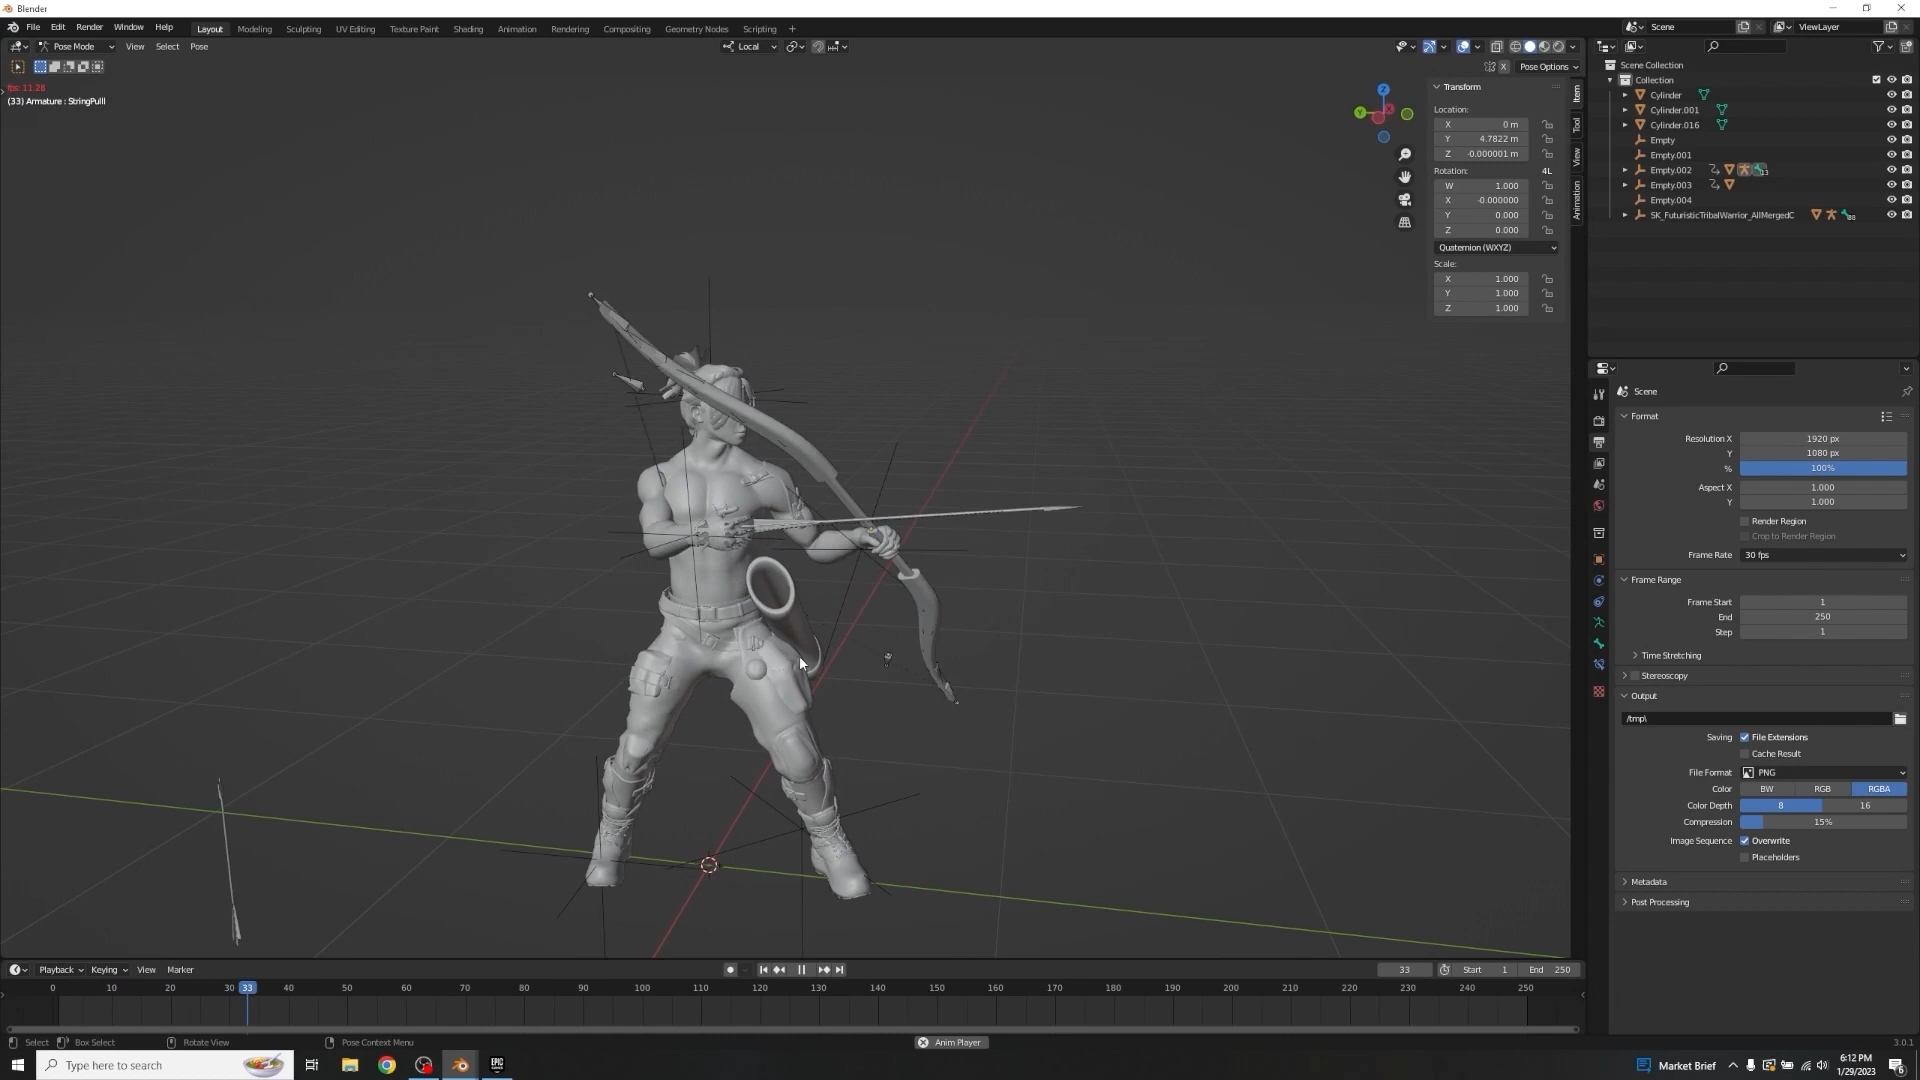 Blender
File Edit Render Window Help Layout Modeling Sculpting UV Editing Texture Paint Shading Animation Rendering Compositing Geometry Nodes Scripting + Scene ViewLayer
Pose Mode View Select Pose Local
X Pose Options
fps: 11.28
(33) Armature : StringPulll
Transform
Location:
X 0 m
Y 4.7822 m
Z -0.000001 m
Rotation: 4L
W 1.000
X -0.000000
Y 0.000
Z 0.000
Quaternion (WXYZ)
Scale:
X 1.000
Y 1.000
Z 1.000
Item
Tool
View
Animation
Z
Y
Scene Collection
Collection
Cylinder
Cylinder.001
Cylinder.016
Empty
Empty.001
Empty.002 13
Empty.003
Empty.004
SK_FuturisticTribalWarrior_AllMergedC 88
Scene
Format
Resolution X 1920 px
Y 1080 px
% 100%
Aspect X 1.000
Y 1.000
Render Region
Crop to Render Region
Frame Rate 30 fps
Frame Range
Frame Start 1
End 250
Step 1
Time Stretching
Stereoscopy
Output
/tmp\
Saving File Extensions
Cache Result
File Format PNG
Color BW RGB RGBA
Color Depth 8 16
Compression 15%
Image Sequence Overwrite
Placeholders
Metadata
Post Processing
Playback Keying View Marker 33 Start 1 End 250
0 10 20 30 33 40 50 60 70 80 90 100 110 120 130 140 150 160 170 180 190 200 210 220 230 240 250
Select Box Select Rotate View Pose Context Menu Anim Player 3.0.1
Type here to search EPIC GAMES Market Brief 6:12 PM
1/29/2023 6